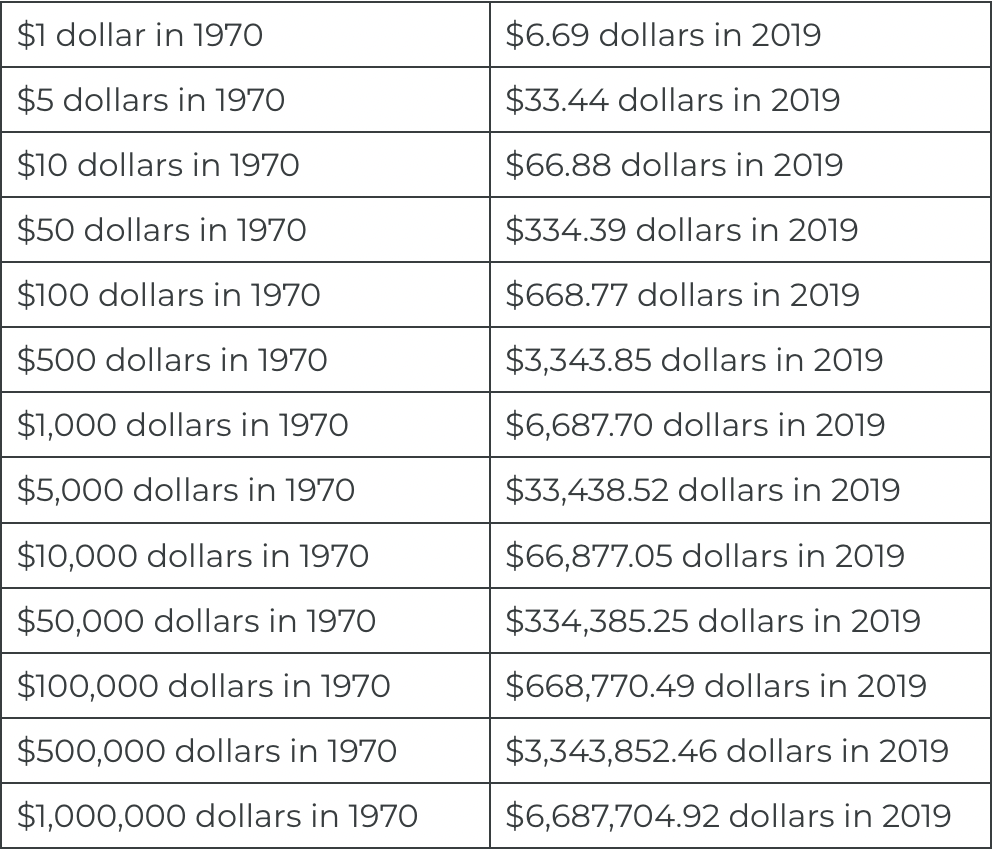 $1 dollar in 1970 $6.69 dollars in 2019
$5 dollars in 1970 $33.44 dollars in 2019
$10 dollars in 1970 $66.88 dollars in 2019
$50 dollars in 1970 $334.39 dollars in 2019
$100 dollars in 1970 $668.77 dollars in 2019
$500 dollars in 1970 $3,343.85 dollars in 2019
$1,000 dollars in 1970 $6,687.70 dollars in 2019
$5,000 dollars in 1970 $33,438.52 dollars in 2019
$10,000 dollars in 1970 $66,877.05 dollars in 2019
$50,000 dollars in 1970 $334,385.25 dollars in 2019
$100,000 dollars in 1970 $668,770.49 dollars in 2019
$500,000 dollars in 1970 $3,343,852.46 dollars in 2019
$1,000,000 dollars in 1970 $6,687,704.92 dollars in 2019